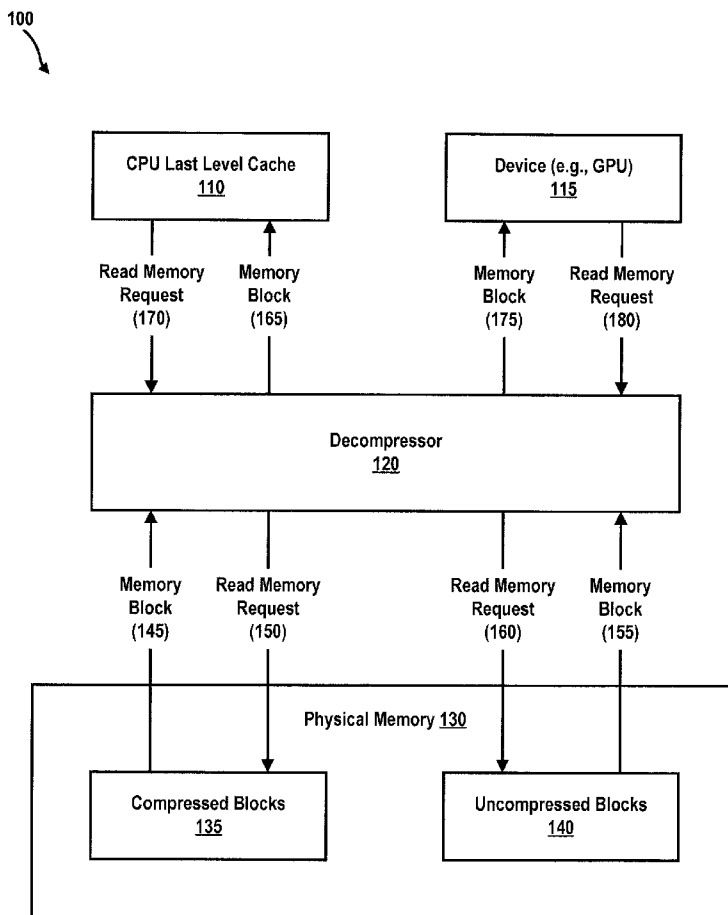 100
CPU Last Level Cache
110
Device (e.g., GPU)
115
Read Memory
Request
(170)
Memory
Block
(165)
Memory
Block
(175)
Read Memory
Request
(180)
Decompressor
120
Memory
Block
(145)
Read Memory
Request
(150)
Read Memory
Request
(160)
Memory
Block
(155)
Physical Memory 130
Compressed Blocks
135
Uncompressed Blocks
140